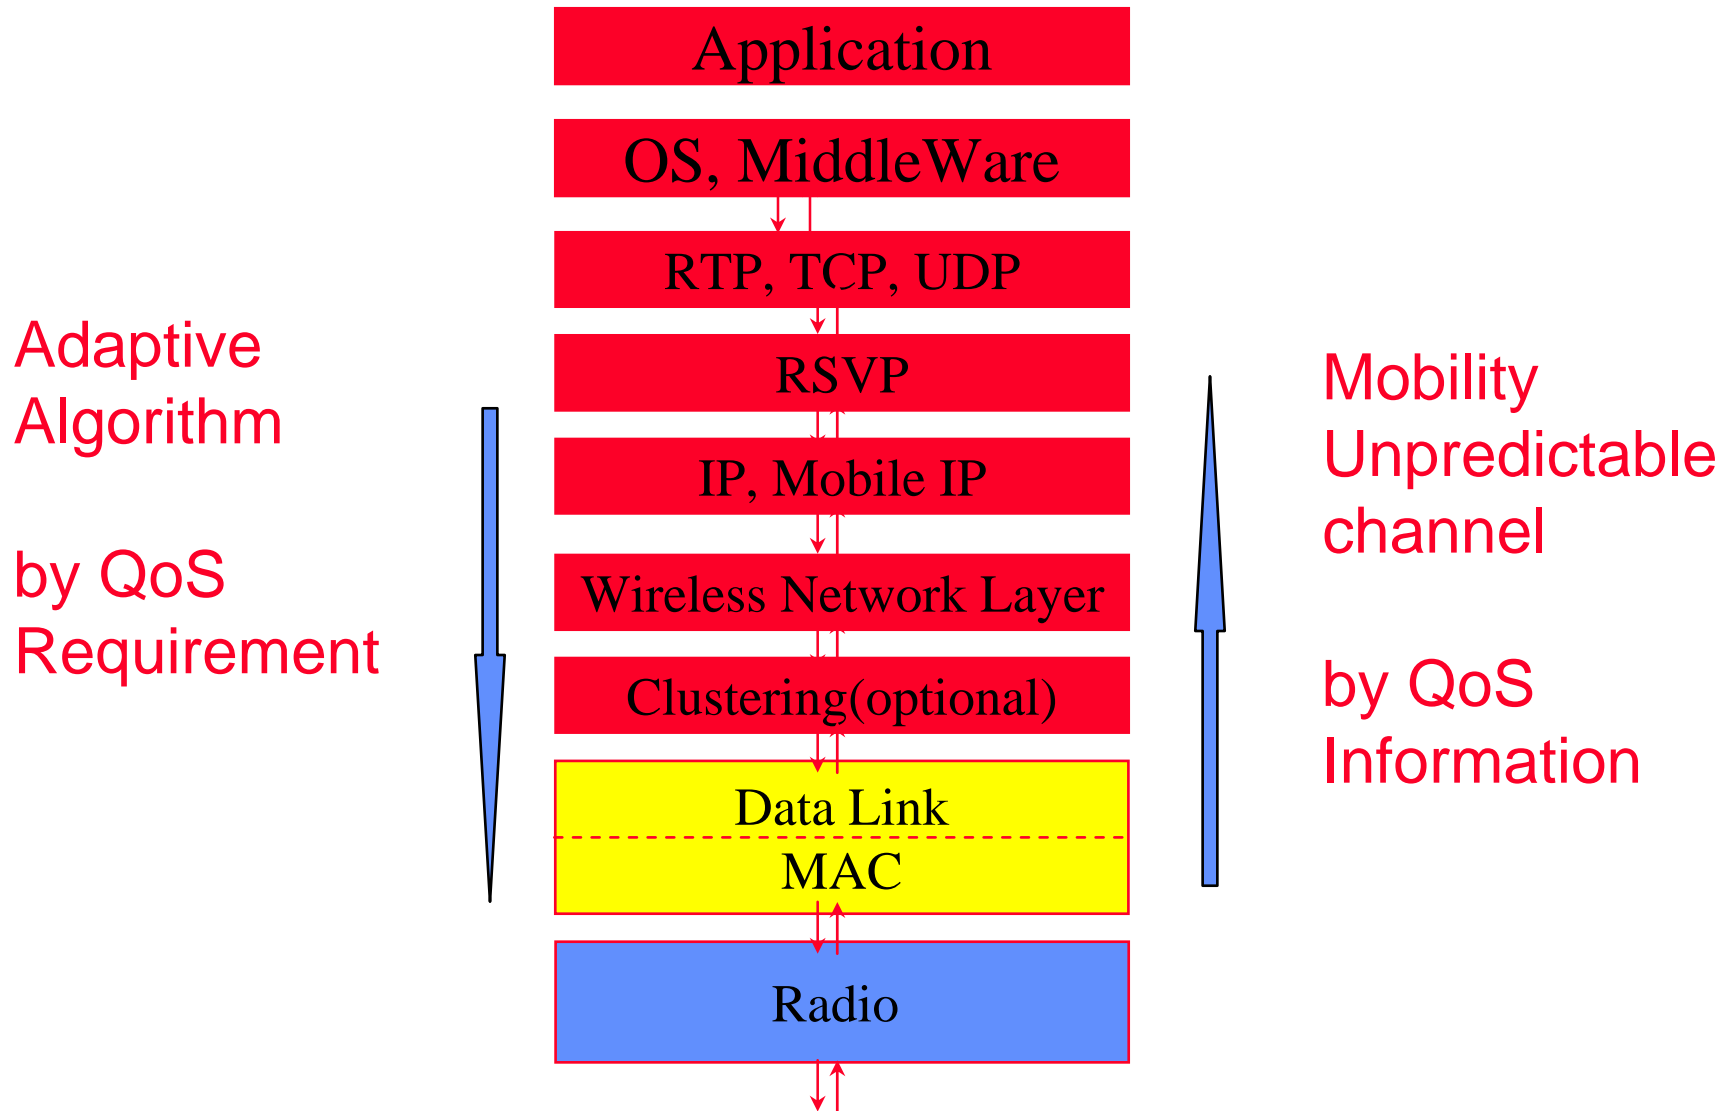 Application
OS, MiddleWare
RTP, TCP, UDP
RSVP
IP, Mobile IP
Wireless Network Layer
Clustering(optional)
Data Link
MAC
Radio
Adaptive
Algorithm
by QoS
Requirement
Mobility
Unpredictable
channel
by QoS
Information